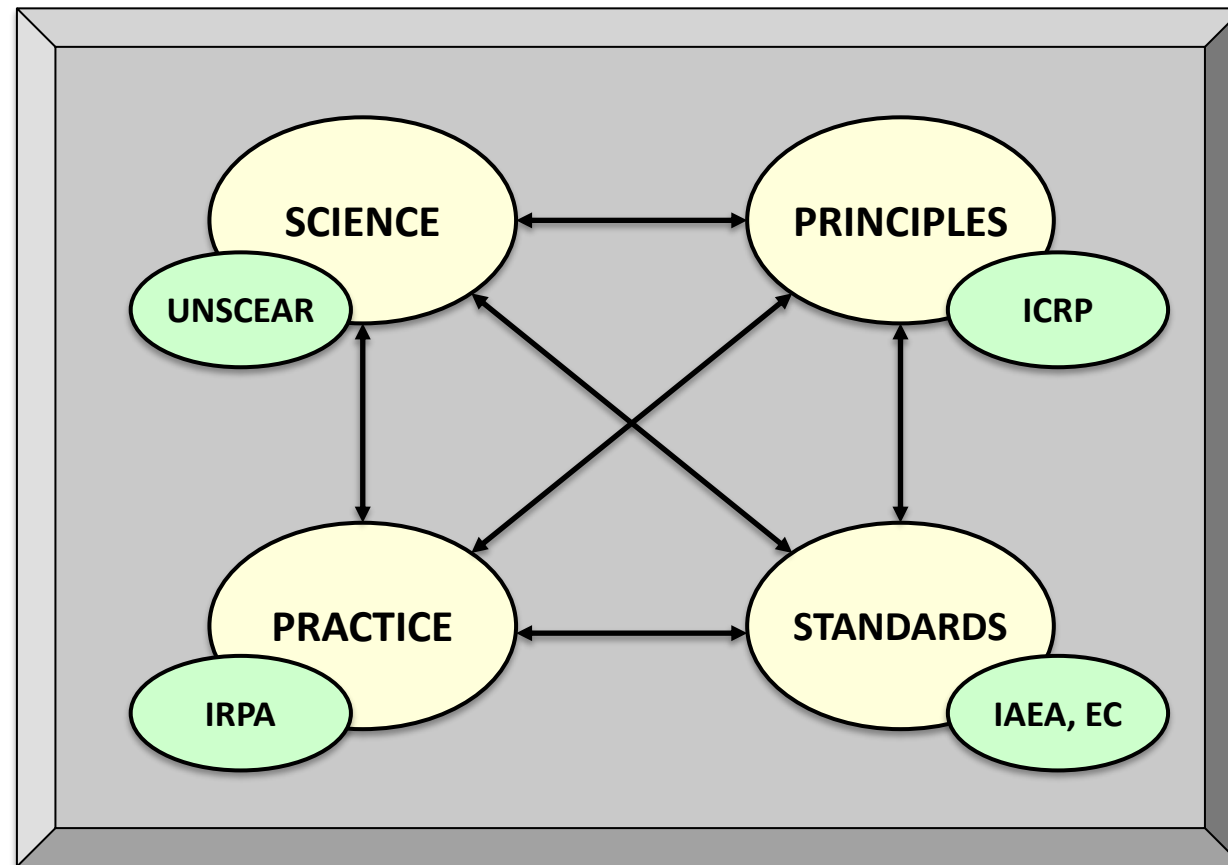 SCIENCE
PRINCIPLES
UNSCEAR
ICRP
PRACTICE
STANDARDS
IRPA
IAEA, EC